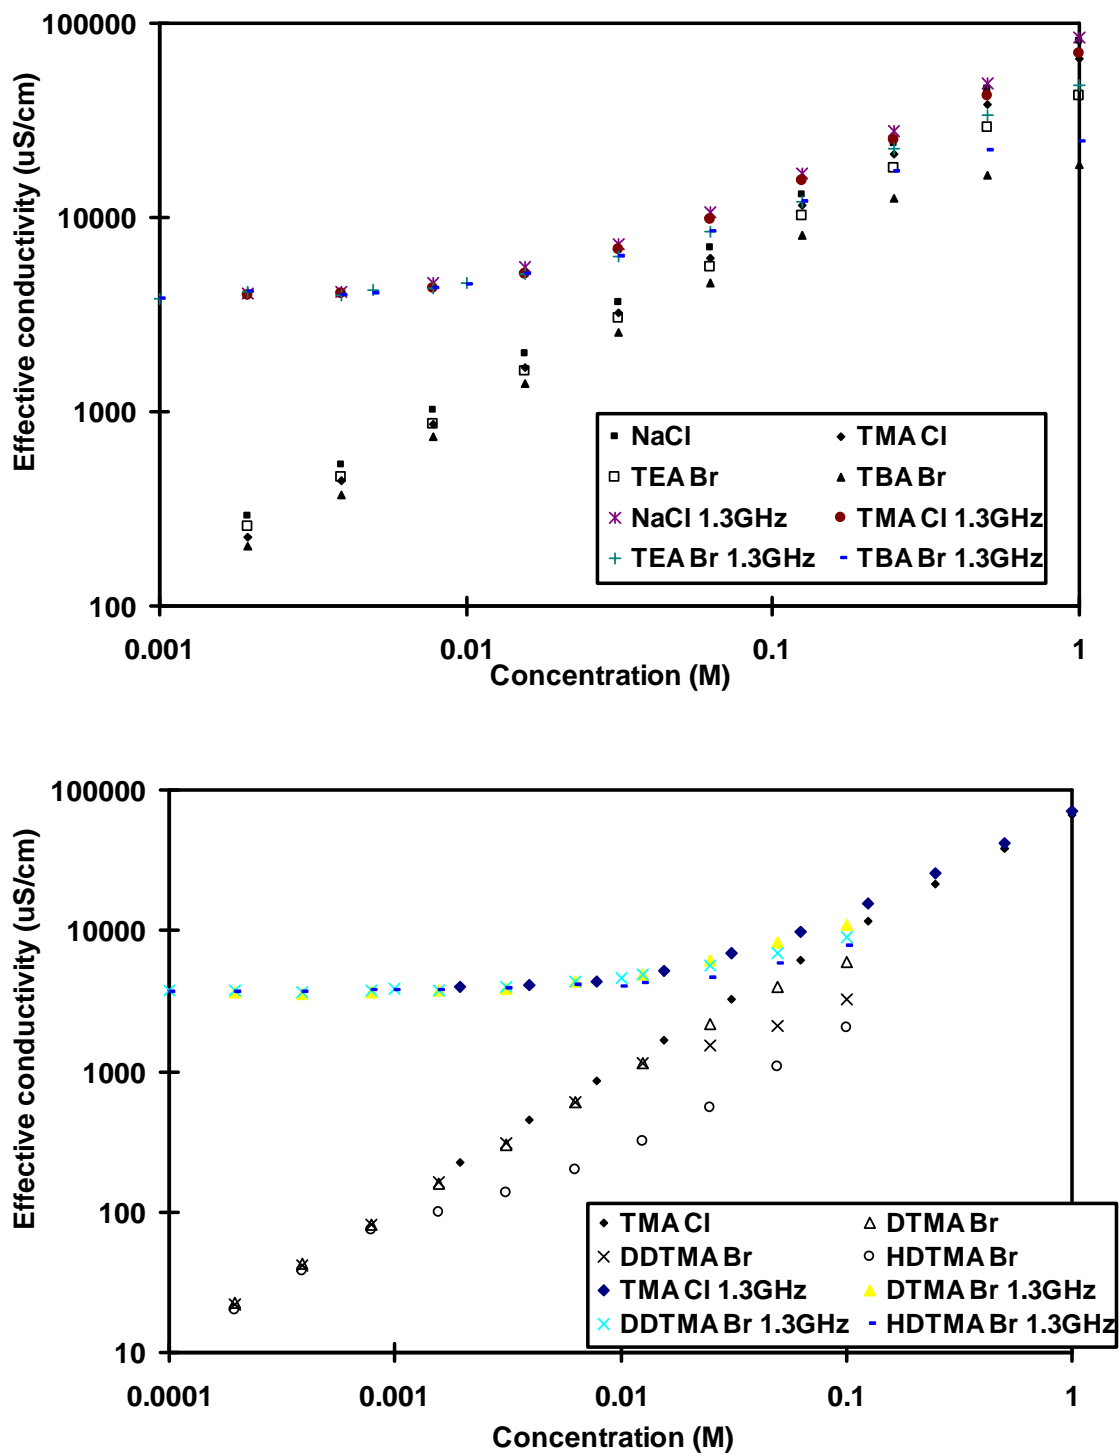 100000
10000
1000
100
Effective conductivity (uS/cm)
NaCl
TMA Cl
TEA Br
TBA Br
NaCl 1.3GHz
TMA Cl 1.3GHz
TEA Br 1.3GHz
TBA Br 1.3GHz
0.001 0.01 0.1 1
Concentration (M)
100000
10000
1000
100
10
Effective conductivity (uS/cm)
TMA Cl
DTMA Br
DDTMA Br
HDTMA Br
TMA Cl 1.3GHz
DTMA Br 1.3GHz
DDTMA Br 1.3GHz
HDTMA Br 1.3GHz
0.0001 0.001 0.01 0.1 1
Concentration (M)